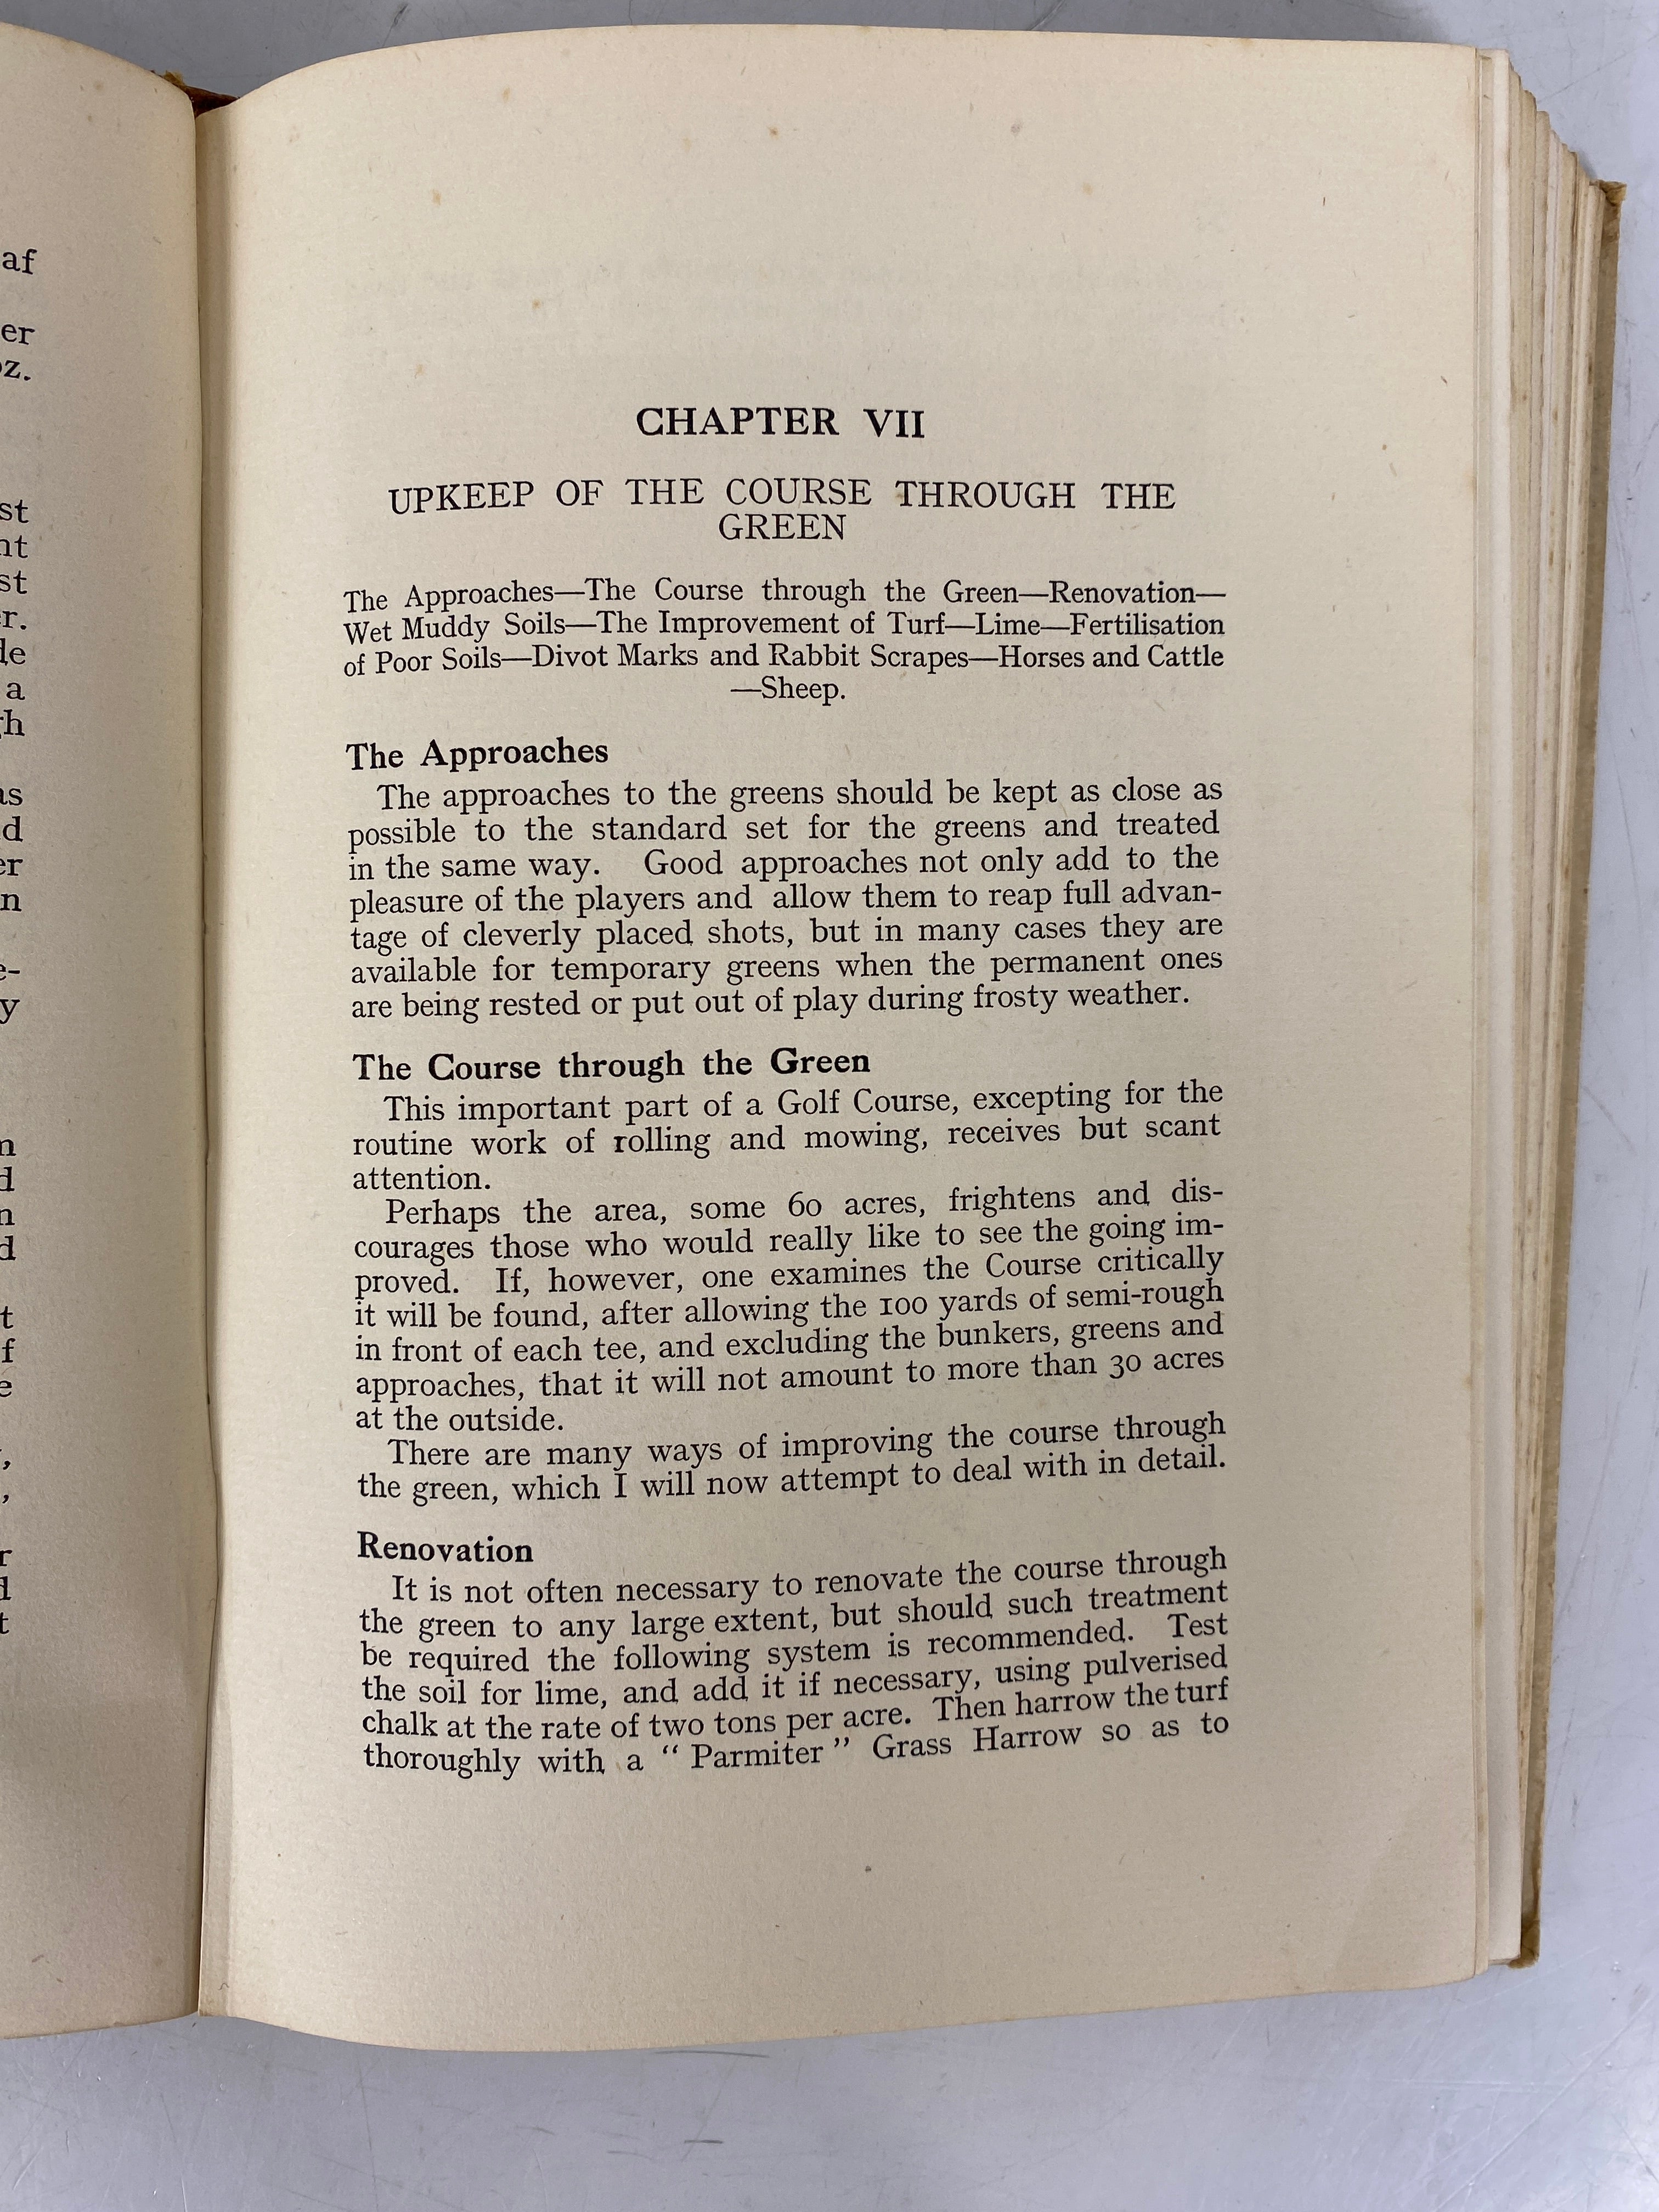 af
er
oz.
st
nt
st
r.
le
a
gh
as
d
er
n
e-
y
n
d
n
d
t
f
e
,
,
r
d
t
CHAPTER VII
UPKEEP OF THE COURSE THROUGH THE
GREEN
The Approaches—The Course through the Green—Renovation—
Wet Muddy Soils—The Improvement of Turf—Lime—Fertilisation
of Poor Soils—Divot Marks and Rabbit Scrapes—Horses and Cattle
—Sheep.
The Approaches
The approaches to the greens should be kept as close as
possible to the standard set for the greens and treated
in the same way. Good approaches not only add to the
pleasure of the players and allow them to reap full advan-
tage of cleverly placed shots, but in many cases they are
available for temporary greens when the permanent ones
are being rested or put out of play during frosty weather.
The Course through the Green
This important part of a Golf Course, excepting for the
routine work of rolling and mowing, receives but scant
attention.
Perhaps the area, some 60 acres, frightens and dis-
courages those who would really like to see the going im-
proved. If, however, one examines the Course critically
it will be found, after allowing the 100 yards of semi-rough
in front of each tee, and excluding the bunkers, greens and
approaches, that it will not amount to more than 30 acres
at the outside.
There are many ways of improving the course through
the green, which I will now attempt to deal with in detail.
Renovation
It is not often necessary to renovate the course through
the green to any large extent, but should such treatment
be required the following system is recommended. Test
the soil for lime, and add it if necessary, using pulverised
chalk at the rate of two tons per acre. Then harrow the turf
thoroughly with a “ Parmiter ” Grass Harrow so as to